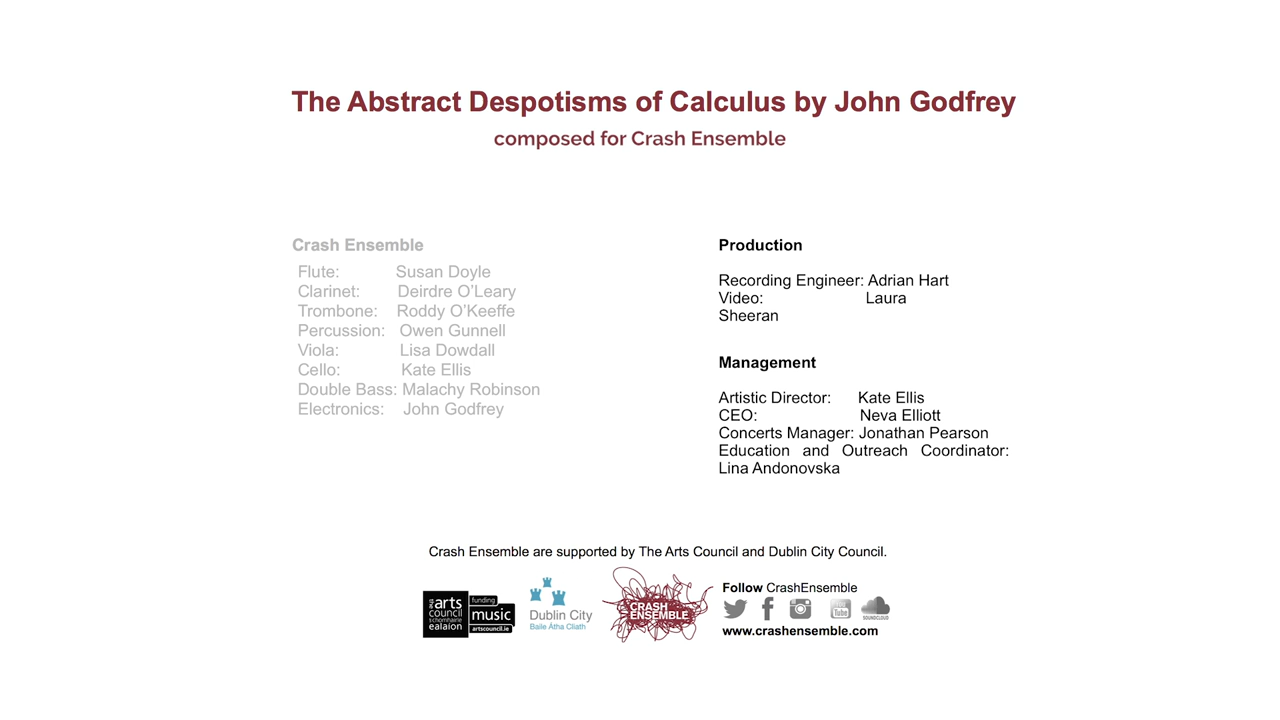 The Abstract Despotisms of Calculus by John Godfrey
composed for Crash Ensemble
Crash Ensemble
Flute: Susan Doyle
Clarinet: Deirdre O'Leary
Trombone: Roddy O'Keeffe
Percussion: Owen Gunnell
Viola: Lisa Dowdall
Cello: Kate Ellis
Double Bass: Malachy Robinson
Electronics: John Godfrey
Production
Recording Engineer: Adrian Hart
Video: Laura
Sheeran
Management
Artistic Director: Kate Ellis
CEO: Neva Elliott
Concerts Manager: Jonathan Pearson
Education and Outreach Coordinator:
Lina Andonovska
Crash Ensemble are supported by The Arts Council and Dublin City Council.
the arts
council
schomhairle
ealaíon
funding
music
artscouncil.ie
Dublin City
Baile Átha Cliath
CRASH
ENSEMBLE
Follow CrashEnsemble
You
Tube
SOUNDCLOUD
www.crashensemble.com